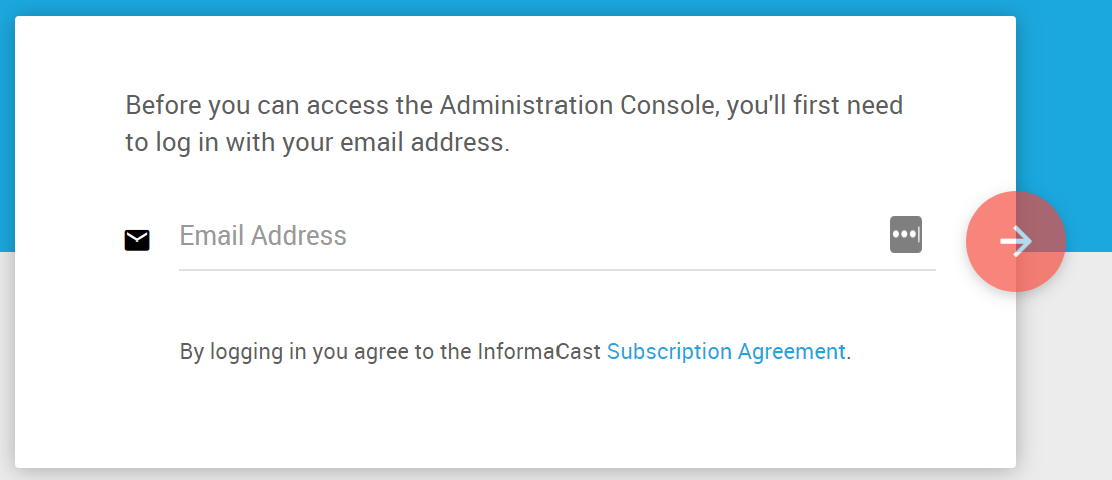 Before you can access the Administration Console, you'll first need
to log in with your email address.
Email Address
By logging in you agree to the InformaCast Subscription Agreement.